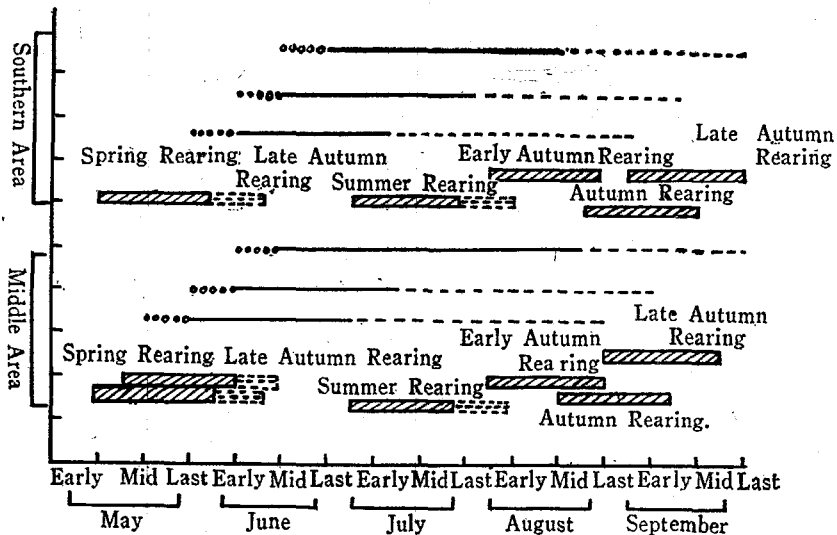 Southern Area
Late Autumn
Rearing
Spring Rearing: Late Autumn
Rearing
Early Autumn Rearing
Summer Rearing
Autumn Rearing
Middle Area
Late Autumn
Rearing
Spring Rearing Late Autumn Rearing
Early Autumn
Rearing
Summer Rearing
Autumn Rearing.
Early Mid Last Early Mid Last Early Mid Last Early Mid Last Early Mid Last
May June July August September